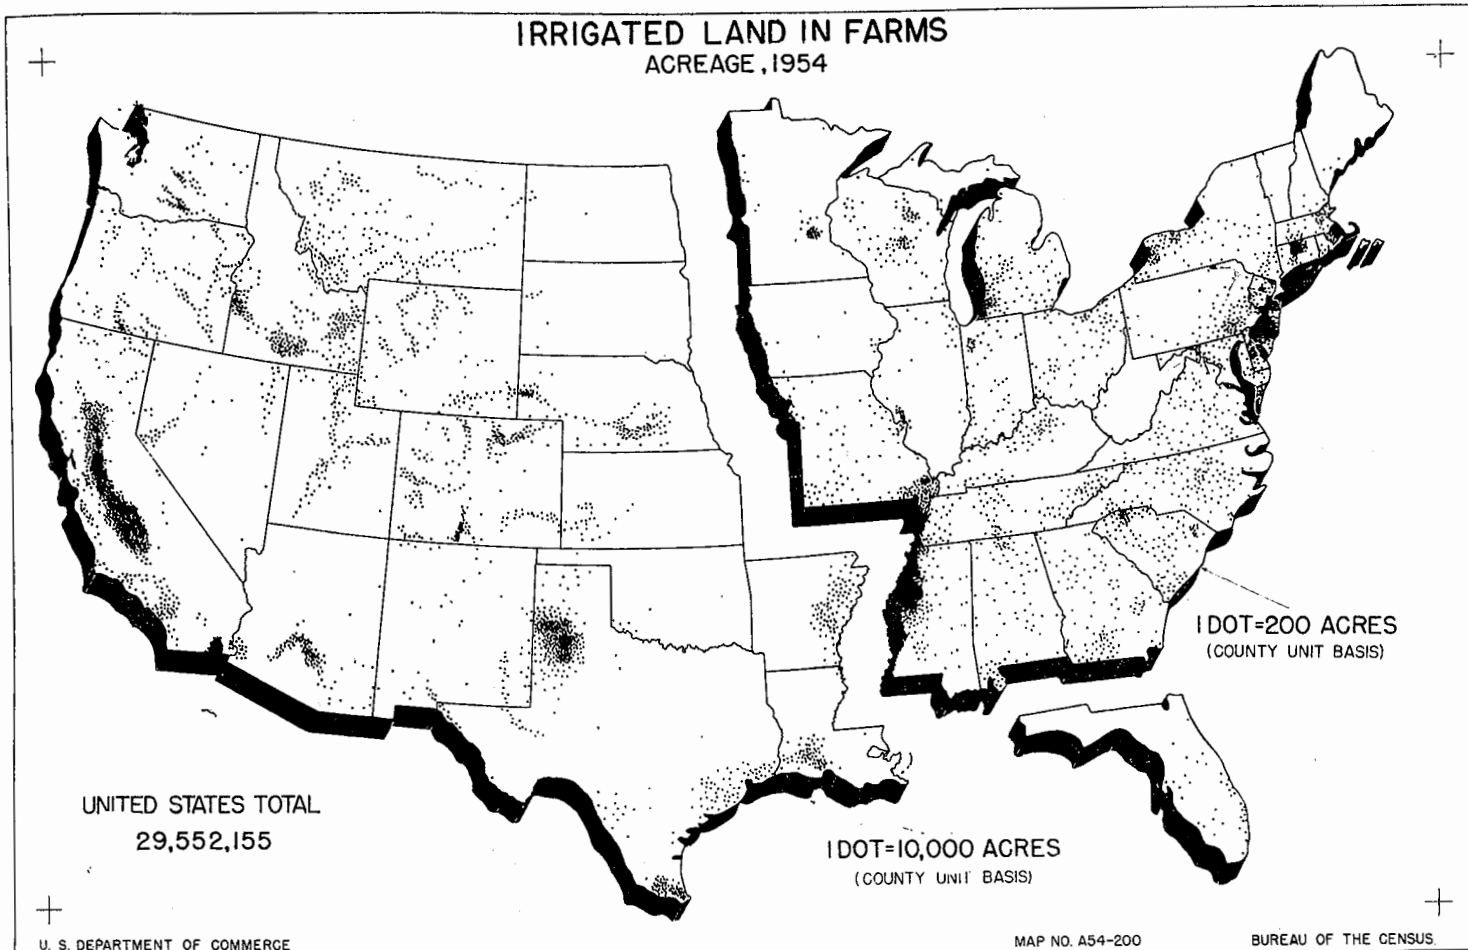 IRRIGATED LAND IN FARMS
ACREAGE, 1954
1 DOT=200 ACRES
(COUNTY UNIT BASIS)
UNITED STATES TOTAL
29,552,155
1 DOT=10,000 ACRES
(COUNTY UNIT BASIS)
U. S. DEPARTMENT OF COMMERCE
MAP NO. A54-200
BUREAU OF THE CENSUS